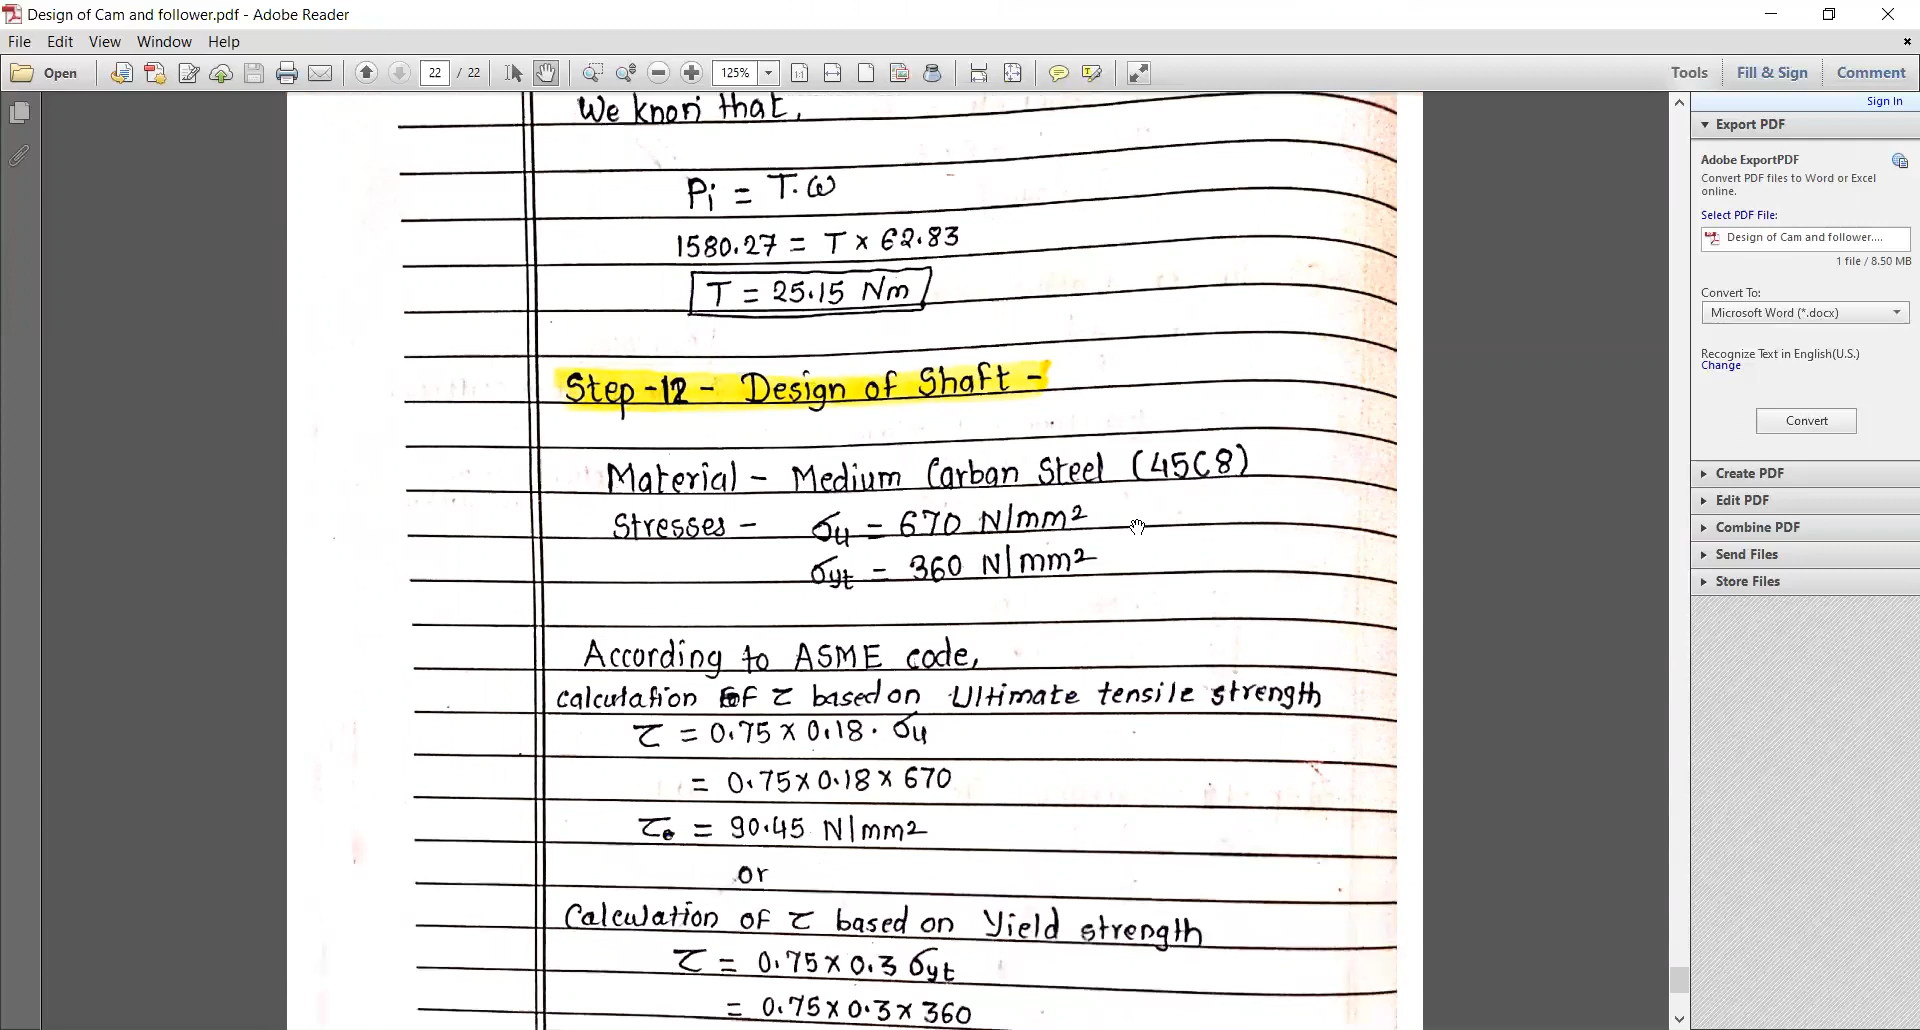 Design of Cam and follower.pdf - Adobe Reader
File Edit View Window Help
Open 22 / 22 125% Tools Fill & Sign Comment
Sign In
Export PDF
Adobe ExportPDF
Convert PDF files to Word or Excel
online.
Select PDF File:
Design of Cam and follower....
1 file / 8.50 MB
Convert To:
Microsoft Word (*.docx)
Recognize Text in English(U.S.)
Change
Convert
Create PDF
Edit PDF
Combine PDF
Send Files
Store Files
We knon that,
Pi = T.ω
1580.27 = T × 62.83
T = 25.15 Nm
Step -12 - Design of Shaft -
Material - Medium Carban Steel (45C8)
Stresses - σu = 670 N/mm2
σyt = 360 N/mm2
According to ASME code,
calculation of τ based on Ultimate tensile strength
τ = 0.75 × 0.18 . σu
= 0.75 × 0.18 × 670
τ = 90.45 N/mm2
or
Calculation of τ based on Yield strength
τ = 0.75 × 0.3 σyt
= 0.75 × 0.3 × 360